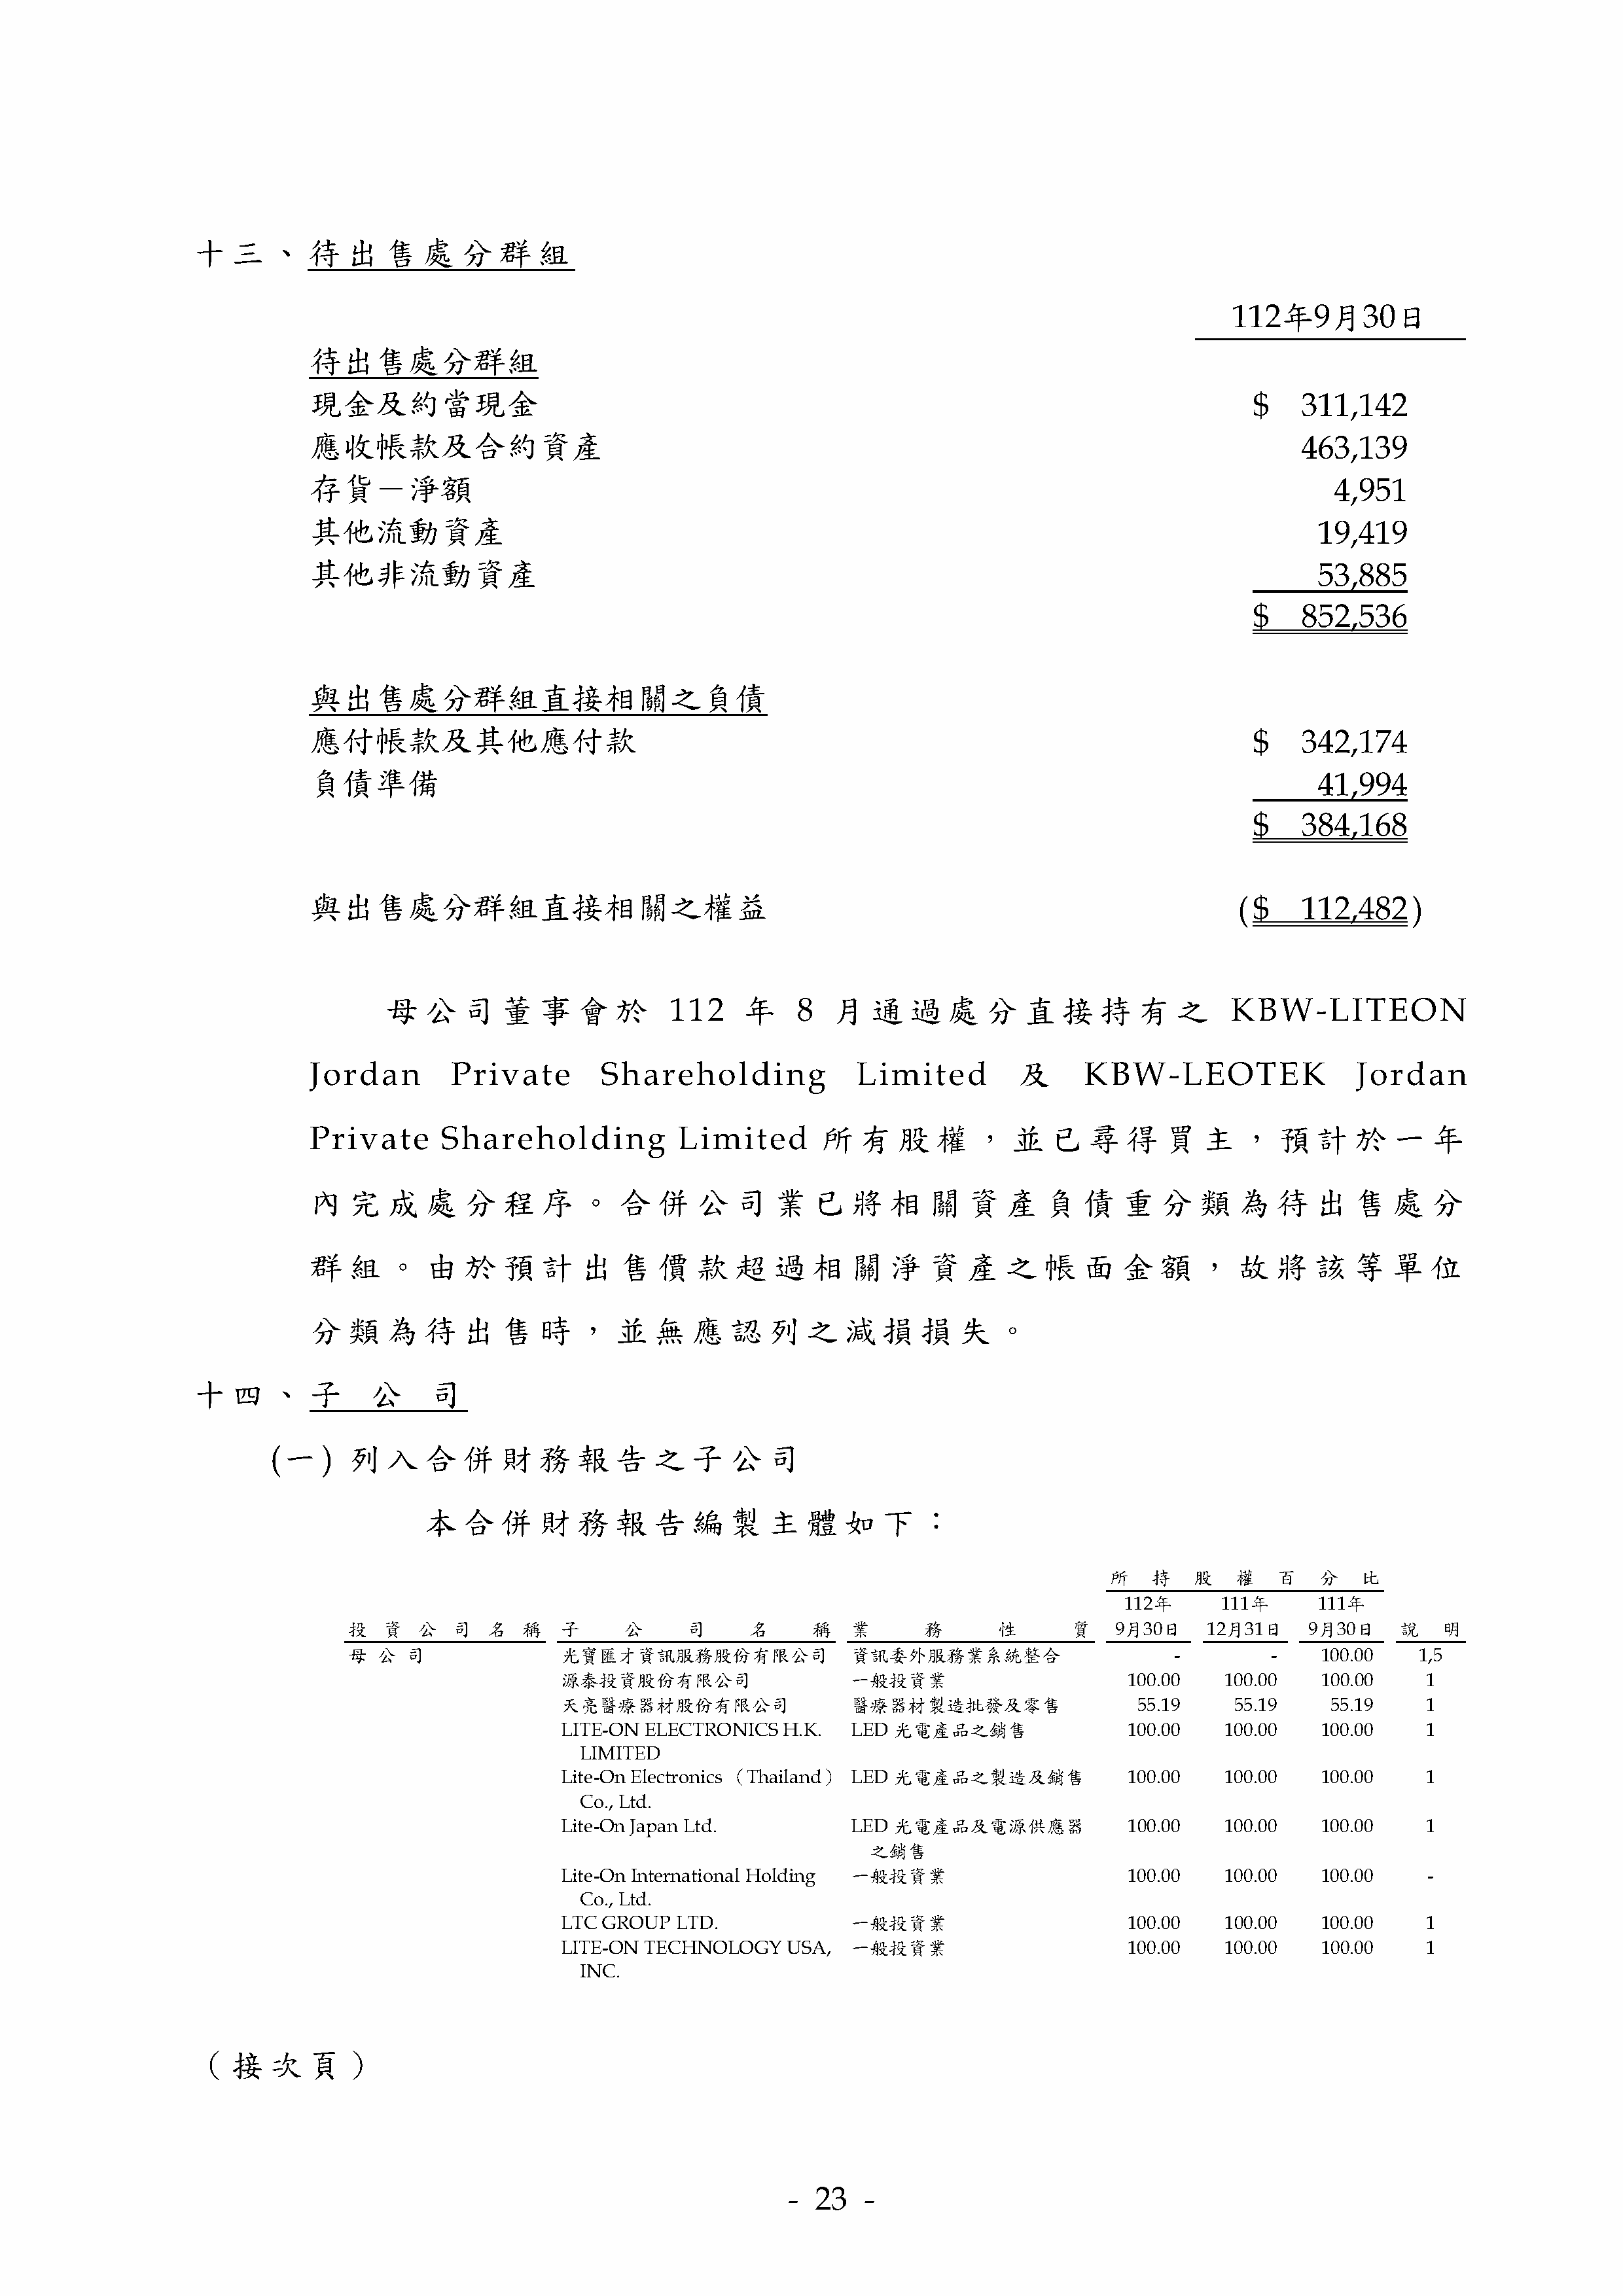 十三、待出售處分群組
112年9月30日
待出售處分群組
現金及約當現金 $ 311,142
應收帳款及合約資產 463,139
存貨－淨額 4,951
其他流動資產 19,419
其他非流動資產 53,885
$ 852,536
與出售處分群組直接相關之負債
應付帳款及其他應付款 $ 342,174
負債準備 41,994
$ 384,168
與出售處分群組直接相關之權益 ($ 112,482)
母公司董事會於 112 年 8 月通過處分直接持有之 KBW-LITEON
Jordan Private Shareholding Limited 及 KBW-LEOTEK Jordan
Private Shareholding Limited 所有股權，並已尋得買主，預計於一年
內完成處分程序。合併公司業已將相關資產負債重分類為待出售處分
群組。由於預計出售價款超過相關淨資產之帳面金額，故將該等單位
分類為待出售時，並無應認列之減損損失。
十四、子公司
(一) 列入合併財務報告之子公司
本合併財務報告編製主體如下：
所持股權百分比
112年 111年 111年
投資公司名稱 子公司名稱 業務性質 9月30日 12月31日 9月30日 說明
母公司 光寶匯才資訊服務股份有限公司 資訊委外服務業系統整合 - - 100.00 1,5
源泰投資股份有限公司 一般投資業 100.00 100.00 100.00 1
天亮醫療器材股份有限公司 醫療器材製造批發及零售 55.19 55.19 55.19 1
LITE-ON ELECTRONICS H.K. LED 光電產品之銷售 100.00 100.00 100.00 1
LIMITED
Lite-On Electronics （Thailand） LED 光電產品之製造及銷售 100.00 100.00 100.00 1
Co., Ltd.
Lite-On Japan Ltd. LED 光電產品及電源供應器 100.00 100.00 100.00 1
之銷售
Lite-On International Holding 一般投資業 100.00 100.00 100.00 -
Co., Ltd.
LTC GROUP LTD. 一般投資業 100.00 100.00 100.00 1
LITE-ON TECHNOLOGY USA, 一般投資業 100.00 100.00 100.00 1
INC.
（接次頁）
- 23 -